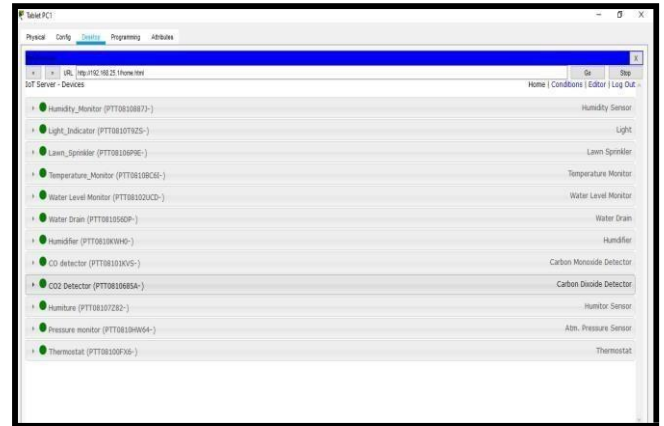 Tablet PC1
Physical Config Desktop Programming Attributes
X
< > URL http://192.168.25.1/home.html Go Stop
IoT Server - Devices Home | Conditions | Editor | Log Out
Humidity_Monitor (PTT0810887J-) Humidity Sensor
Light_Indicator (PTT0810T9ZS-) Light
Lawn_Sprinkler (PTT08106P9E-) Lawn Sprinkler
Temperature_Monitor (PTT0810BC6I-) Temperature Monitor
Water Level Monitor (PTT08102UCD-) Water Level Monitor
Water Drain (PTT0810S6DP-) Water Drain
Humidifier (PTT0810KWH0-) Humidifier
CO detector (PTT08101KVS-) Carbon Monoxide Detector
CO2 Detector (PTT0810685A-) Carbon Dioxide Detector
Humiture (PTT08107Z82-) Humitor Sensor
Pressure monitor (PTT0810HW64-) Atm. Pressure Sensor
Thermostat (PTT08100FX6-) Thermostat